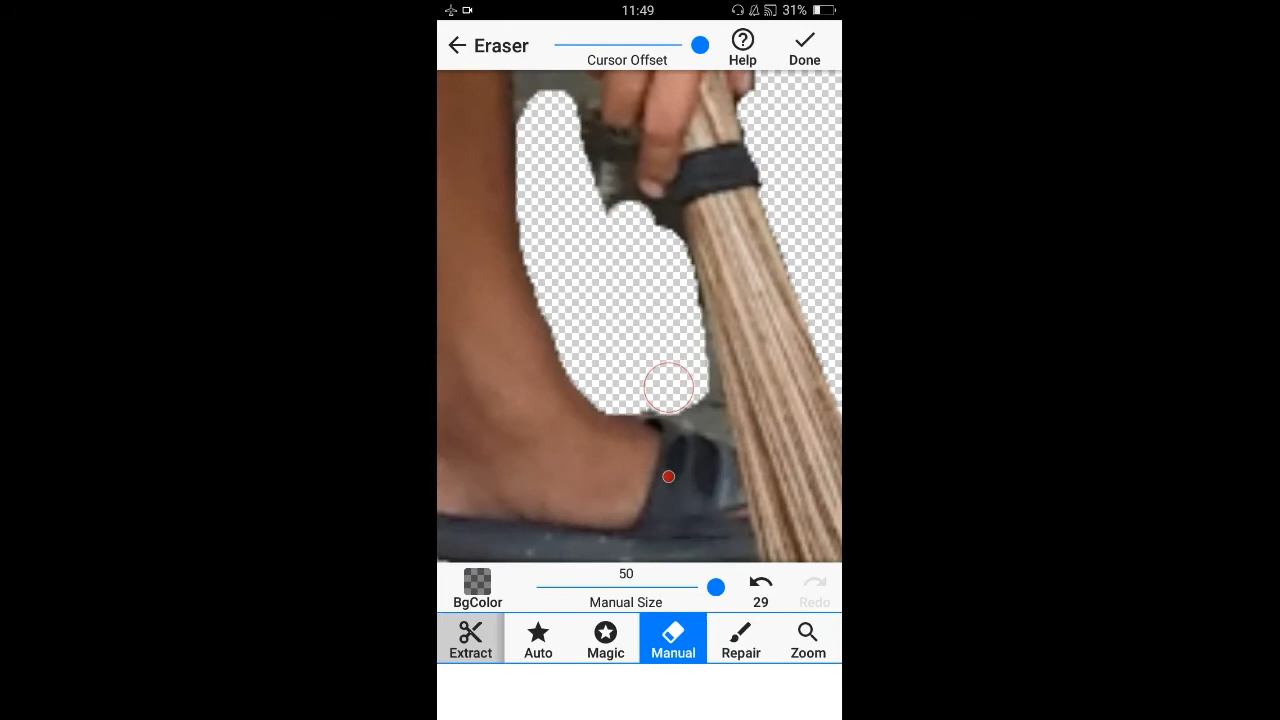 11:49
31%
Eraser
Cursor Offset
Help
Done
50
BgColor
Manual Size
29
Redo
Extract
Auto
Magic
Manual
Repair
Zoom